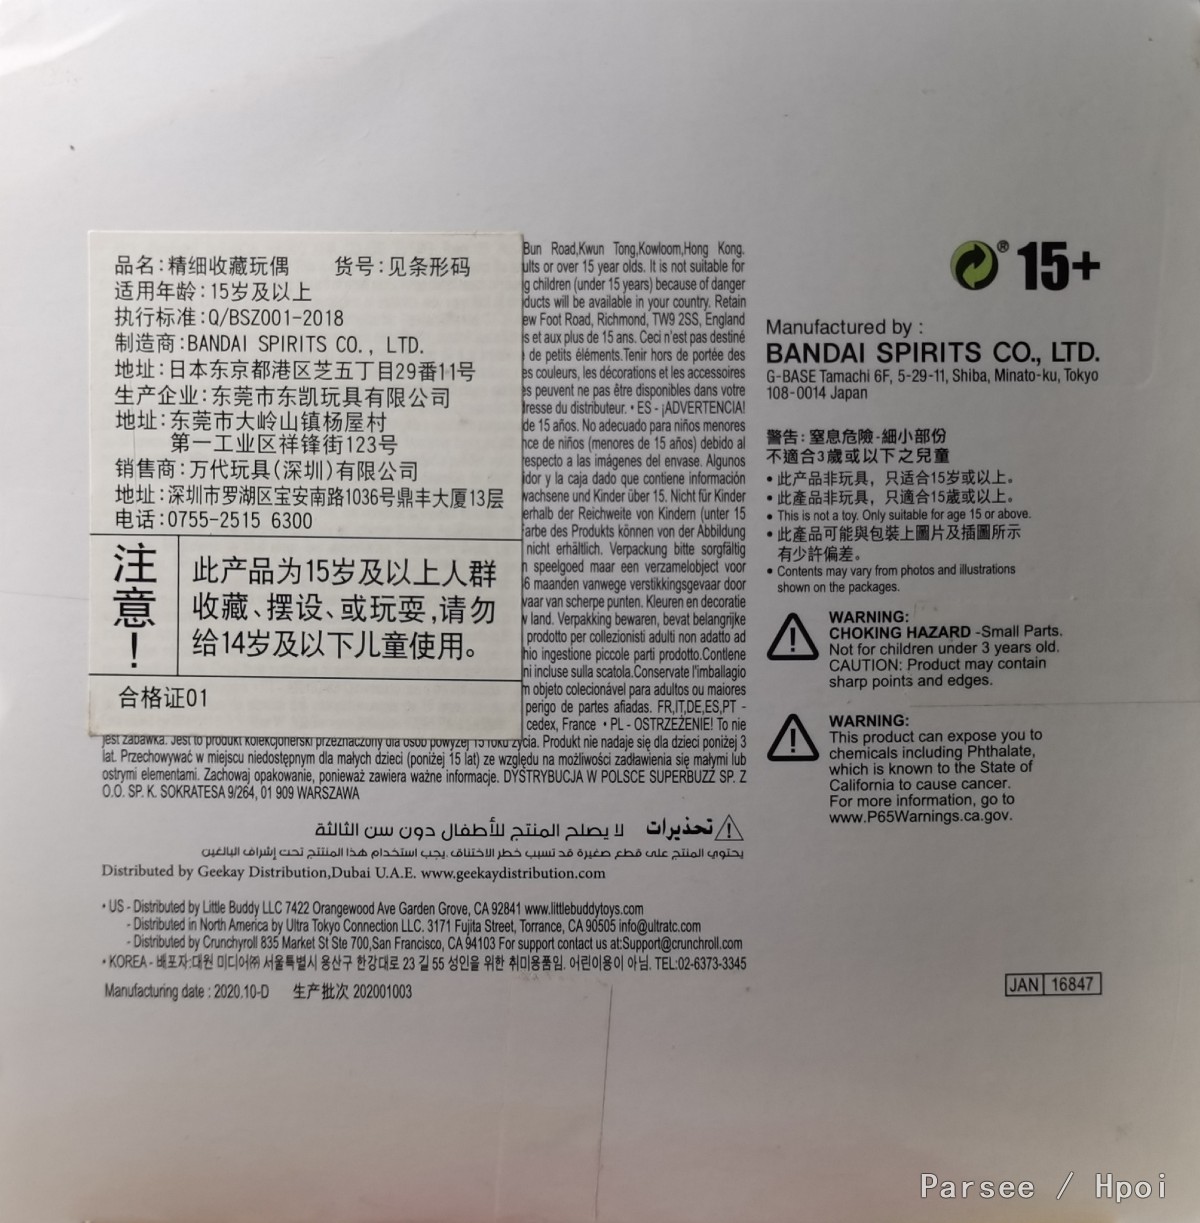 品名:精细收藏玩偶 货号:见条形码
适用年龄:15岁及以上
执行标准:Q/BSZ001-2018
制造商:BANDAI SPIRITS CO., LTD.
地址:日本东京都港区芝五丁目29番11号
生产企业:东莞市东凯玩具有限公司
地址:东莞市大岭山镇杨屋村
第一工业区祥锋街123号
销售商:万代玩具(深圳)有限公司
地址:深圳市罗湖区宝安南路1036号鼎丰大厦13层
电话:0755-2515 6300
注意!
此产品为15岁及以上人群
收藏、摆设、或玩耍,请勿
给14岁及以下儿童使用。
合格证01
Bun Road,Kwun Tong,Kowloom,Hong Kong.
ults or over 15 year olds. It is not suitable for
g children (under 15 years) because of danger
ducts will be available in your country. Retain
ew Foot Road, Richmond, TW9 2SS, England
s et aux plus de 15 ans. Ceci n'est pas destiné
de petits éléments.Tenir hors de portée des
es couleurs, les décorations et les accessoires
s peuvent ne pas être disponibles dans votre
dresse du distributeur. • ES - ¡ADVERTENCIA!
de 15 años. No adecuado para niños menores
nce de niños (menores de 15 años) debido al
respecto a las imágenes del envase. Algunos
idor y la caja dado que contiene información
wachsene und Kinder über 15. Nicht für Kinder
erhalb der Reichweite von Kindern (unter 15
Farbe des Produkts können von der Abbildung
nicht erhältlich. Verpackung bitte sorgfältig
n speelgoed maar een verzamelobject voor
6 maanden vanwege verstikkingsgevaar door
vaar van scherpe punten. Kleuren en decoratie
w land. Verpakking bewaren, bevat belangrijke
prodotto per collezionisti adulti non adatto ad
hio ingestione piccole parti prodotto.Contlene
ni incluse sulla scatola.Conservate l'imballagio
m objeto colecionável para adultos ou maiores
perigo de partes afiadas. FR,IT,DE,ES,PT -
cedex, France • PL - OSTRZEŻENIE! To nie
jest zabawka. Jest to produkt kolekcjonerski przeznaczony dla osób powyżej 15 roku życia. Produkt nie nadaje się dla dzieci poniżej 3
lat. Przechowywać w miejscu niedostępnym dla małych dzieci (poniżej 15 lat) ze względu na możliwości zadławienia się małymi lub
ostrymi elementami. Zachowaj opakowanie, ponieważ zawiera ważne informacje. DYSTRYBUCJA W POLSCE SUPERBUZZ SP. Z
O.O. SP. K. SOKRATESA 9/264, 01 909 WARSZAWA
تحذيرات لا يصلح المنتج للأطفال دون سن الثالثة
يحتوي المنتج على قطع صغيرة قد تسبب خطر الاختناق. يجب استخدام هذا المنتج تحت إشراف البالغين
Distributed by Geekay Distribution,Dubai U.A.E. www.geekaydistribution.com
• US - Distributed by Little Buddy LLC 7422 Orangewood Ave Garden Grove, CA 92841 www.littlebuddytoys.com
- Distributed in North America by Ultra Tokyo Connection LLC. 3171 Fujita Street, Torrance, CA 90505 info@ultratc.com
- Distributed by Crunchyroll 835 Market St Ste 700,San Francisco, CA 94103 For support contact us at:Support@crunchroll.com
• KOREA - 배포자:대원 미디어㈜ 서울특별시 용산구 한강대로 23 길 55 성인을 위한 취미용품임. 어린이용이 아님. TEL:02-6373-3345
Manufacturing date : 2020.10-D 生产批次 202001003
® 15+
Manufactured by :
BANDAI SPIRITS CO., LTD.
G-BASE Tamachi 6F, 5-29-11, Shiba, Minato-ku, Tokyo
108-0014 Japan
警告: 窒息危險-細小部份
不適合3歲或以下之兒童
• 此产品非玩具，只适合15岁或以上。
• 此產品非玩具，只適合15歲或以上。
• This is not a toy. Only suitable for age 15 or above.
• 此產品可能與包裝上圖片及插圖所示
有少許偏差。
• Contents may vary from photos and illustrations
shown on the packages.
WARNING:
CHOKING HAZARD -Small Parts.
Not for children under 3 years old.
CAUTION: Product may contain
sharp points and edges.
WARNING:
This product can expose you to
chemicals including Phthalate,
which is known to the State of
California to cause cancer.
For more information, go to
www.P65Warnings.ca.gov.
JAN 16847
Parsee / Hpoi